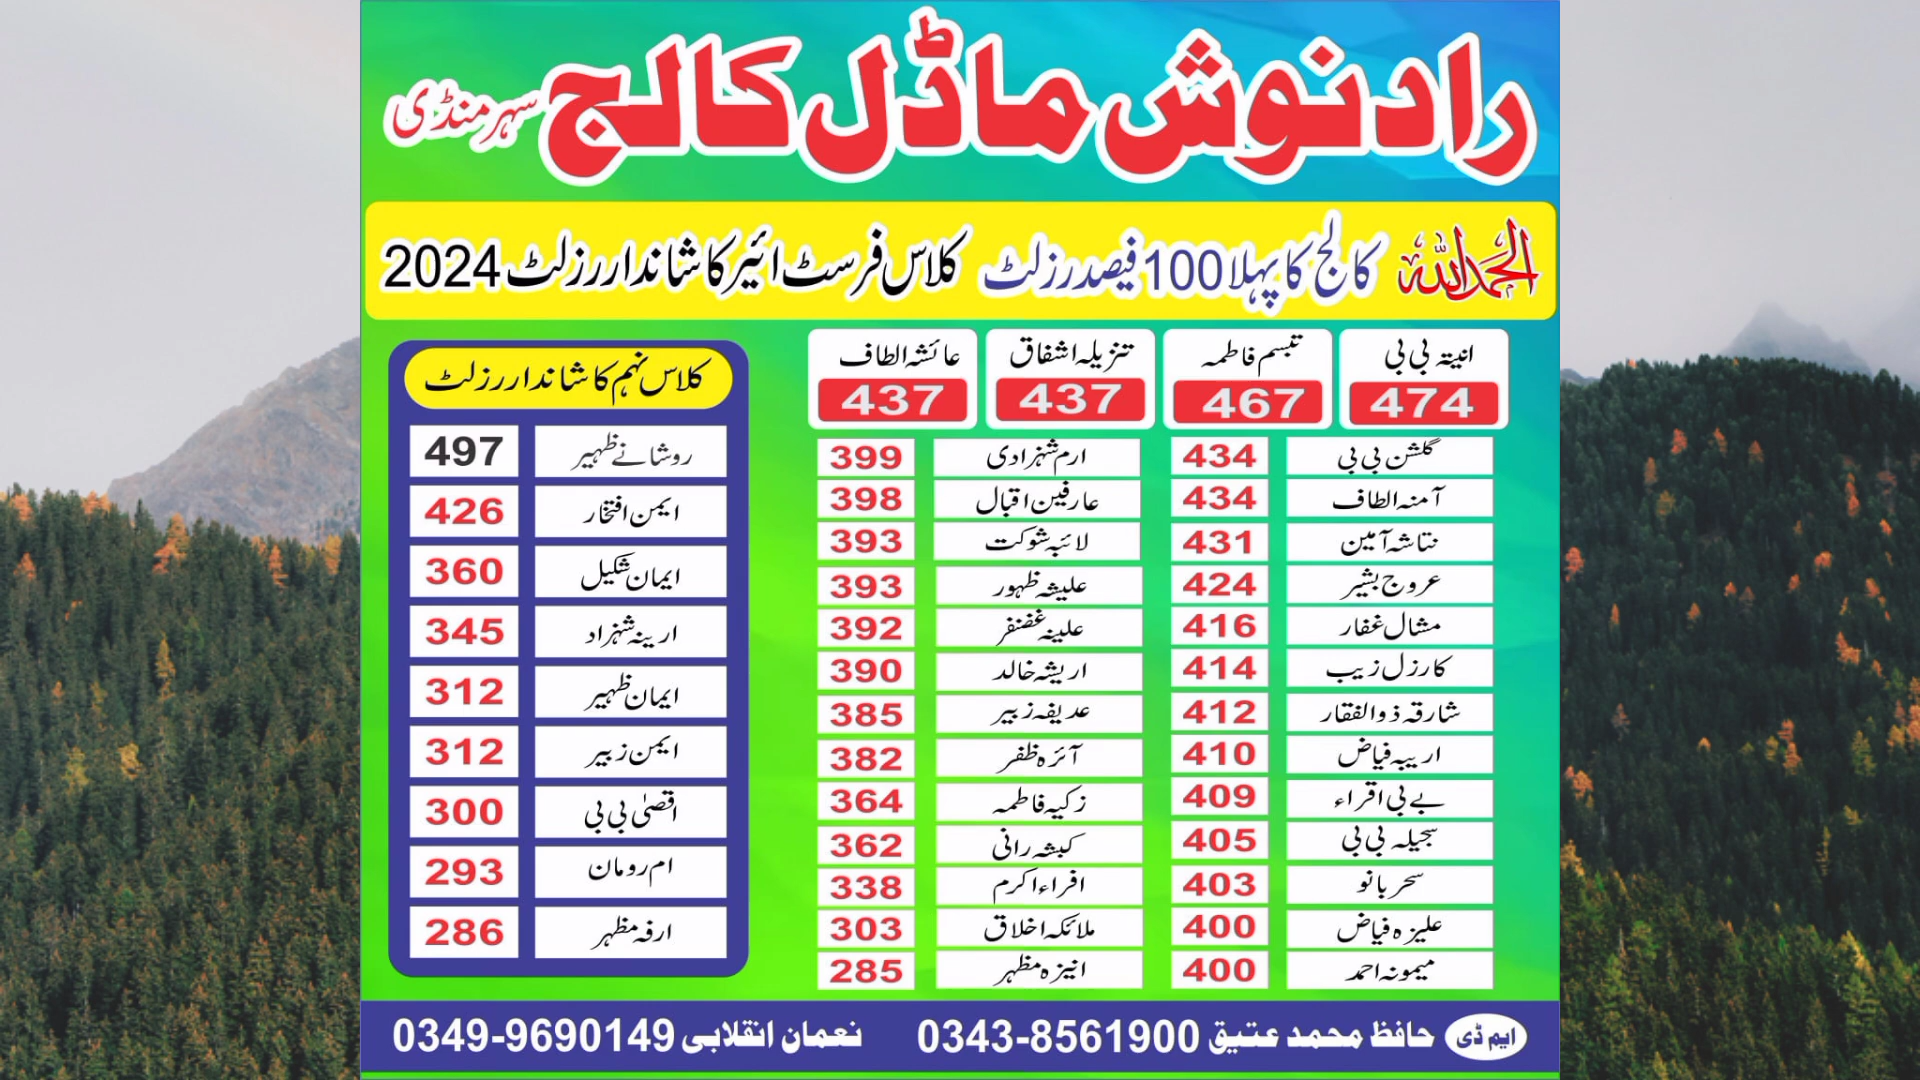 رادنوش ماڈل کالج سہر منڈی
الحمدللہ کالج کا پہلا 100 فیصد رزلٹ کلاس فرسٹ ائیر کا شاندار رزلٹ 2024
انیتہ بی بی تبسم فاطمہ تنزیلہ اشفاق عائشہ الطاف
474 467 437 437
گلشن بی بی 434 ارم شہزادی 399
آمنہ الطاف 434 عارفین اقبال 398
نتاشہ آمین 431 لائبہ شوکت 393
عروج بشیر 424 علیشہ ظہور 393
مشال غفار 416 علینہ غضنفر 392
کارزل زیب 414 اریشہ خالد 390
شارقہ ذوالفقار 412 عدیفہ زبیر 385
اریبہ فیاض 410 آئزہ ظفر 382
بے بی اقراء 409 زکیہ فاطمہ 364
سجیلہ بی بی 405 کبشہ رانی 362
سحر بانو 403 افراء اکرم 338
علیزہ فیاض 400 ملائکہ اخلاق 303
میمونہ احمد 400 انیزہ مظہر 285
کلاس نہم کا شاندار رزلٹ
روشانے ظہیر 497
ایمن افتخار 426
ایمان شکیل 360
ارینہ شہزاد 345
ایمان ظہیر 312
ایمن زبیر 312
اقصیٰ بی بی 300
ام رومان 293
ارفہ مظہر 286
ایم ڈی حافظ محمد عتیق 0343-8561900 نعمان انقلابی 0349-9690149